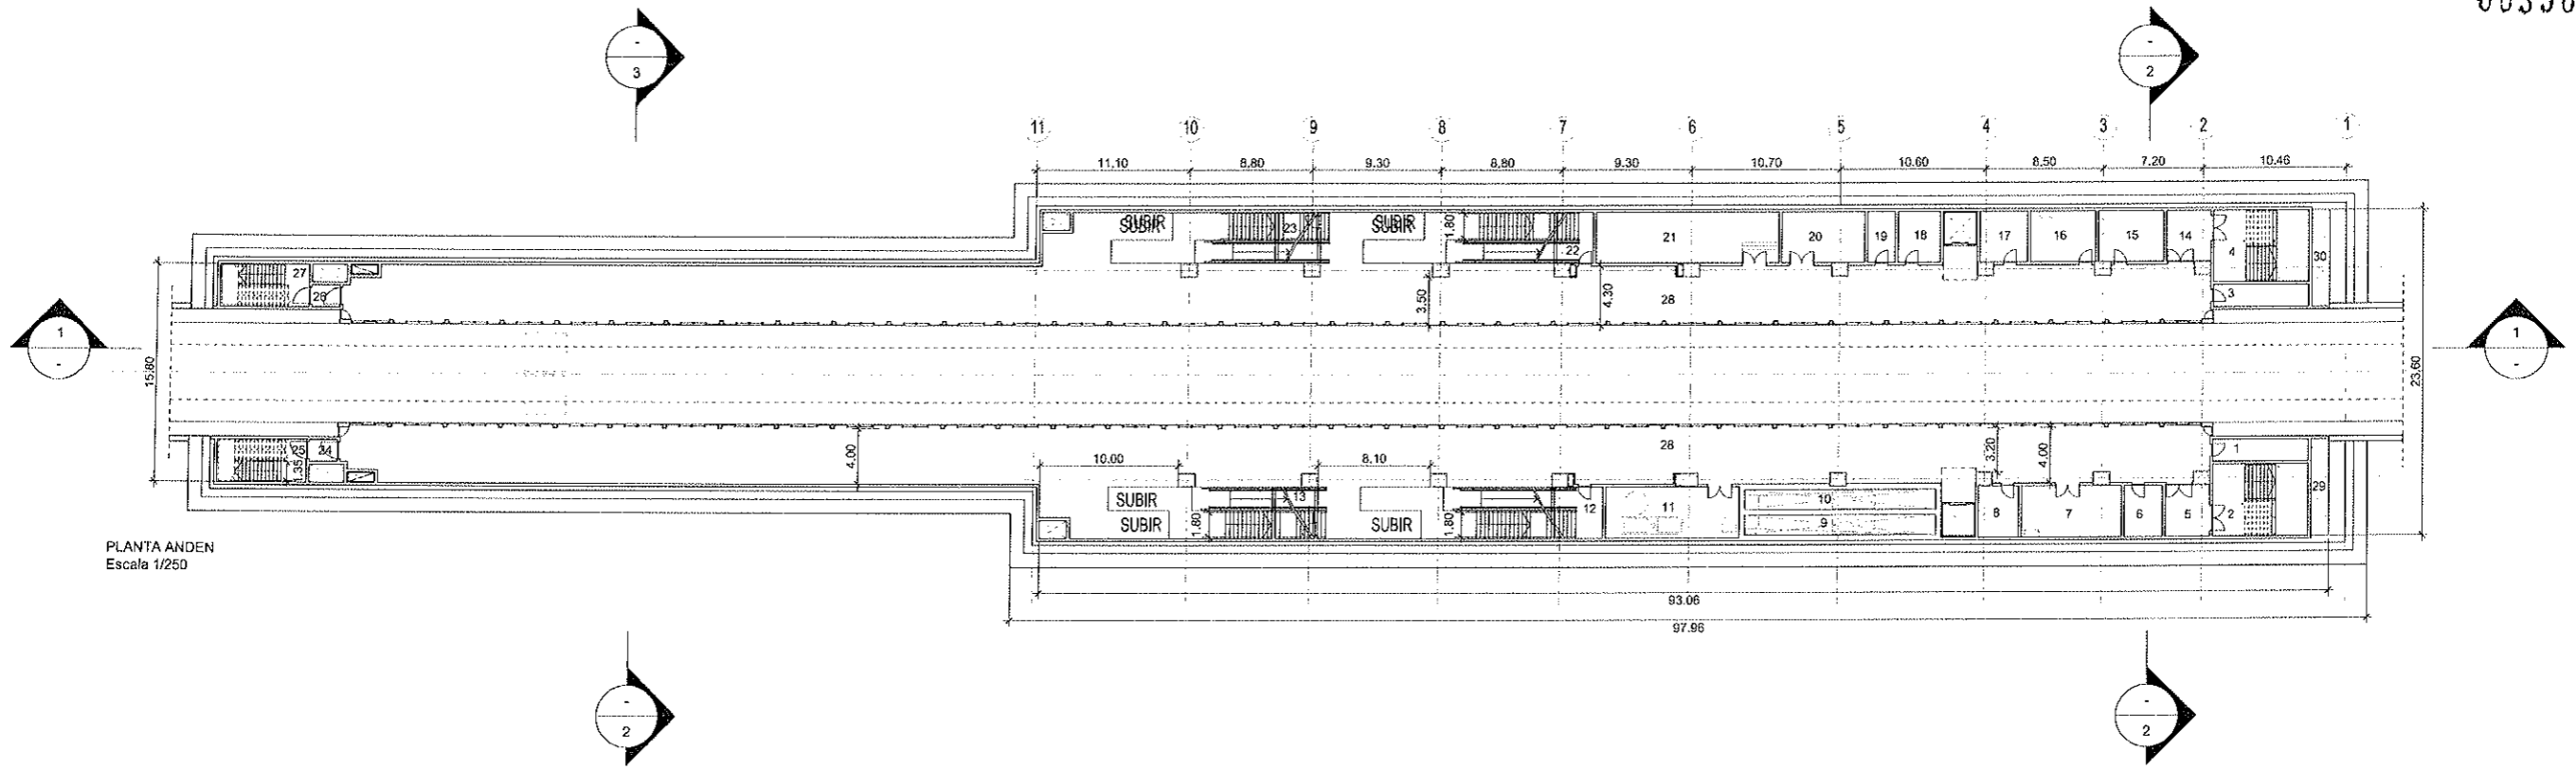 -
3
-
2
11 10 9 8 7 6 5 4 3 2 1
11.10 8.80 9.30 8.80 9.30 10.70 10.60 8.50 7.20 10.46
SUBIR 23 SUBIR 1.80 22 21 20 19 18 17 16 15 14 4 30
27 26 3.50 4.30 28 3
1
-
15.80
23.60
1
-
25 24 1.35 4.00 28 3.20 4.00 1
10.00 8.10
SUBIR 13 12 11 10 8 7 6 5 2 29
SUBIR 1.80 SUBIR 1.80 9
PLANTA ANDEN
Escala 1/250
93.06
97.96
-
2
-
2